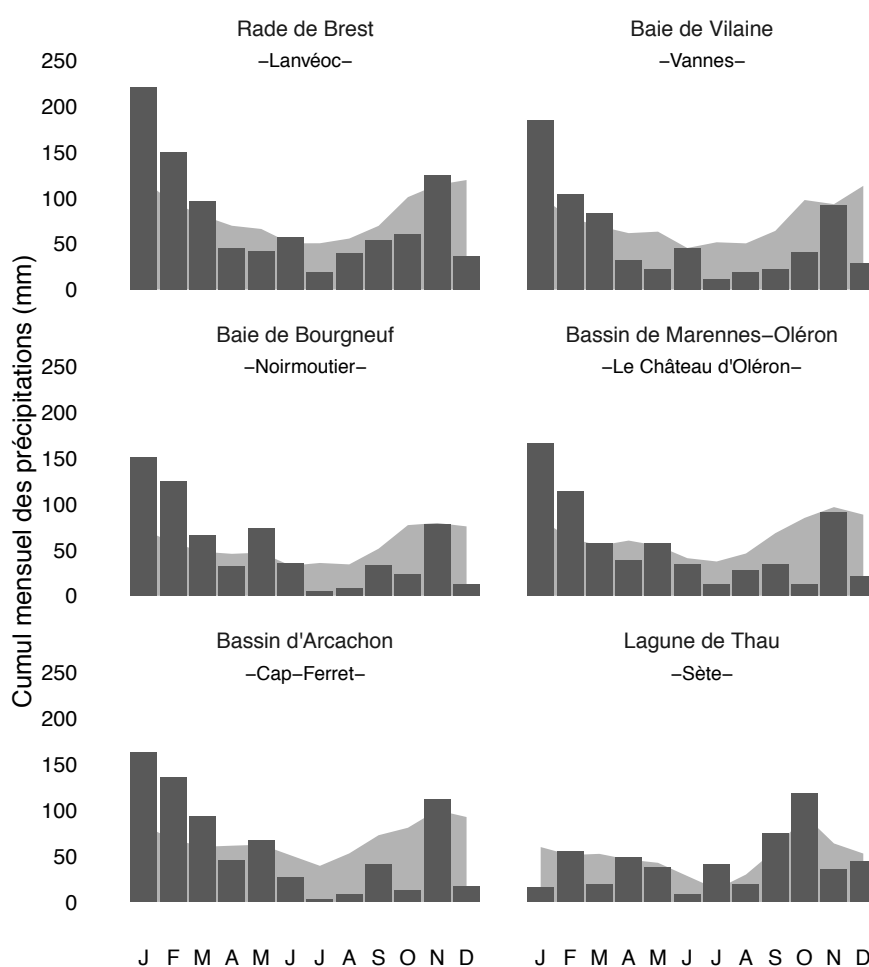 Rade de Brest
–Lanvéoc–
Baie de Vilaine
–Vannes–
250
200
150
100
50
0
Baie de Bourgneuf
–Noirmoutier–
Bassin de Marennes–Oléron
–Le Château d'Oléron–
250
200
150
100
50
0
Bassin d'Arcachon
–Cap–Ferret–
Lagune de Thau
–Sète–
250
200
150
100
50
0
Cumul mensuel des précipitations (mm)
J F M A M J J A S O N D
J F M A M J J A S O N D